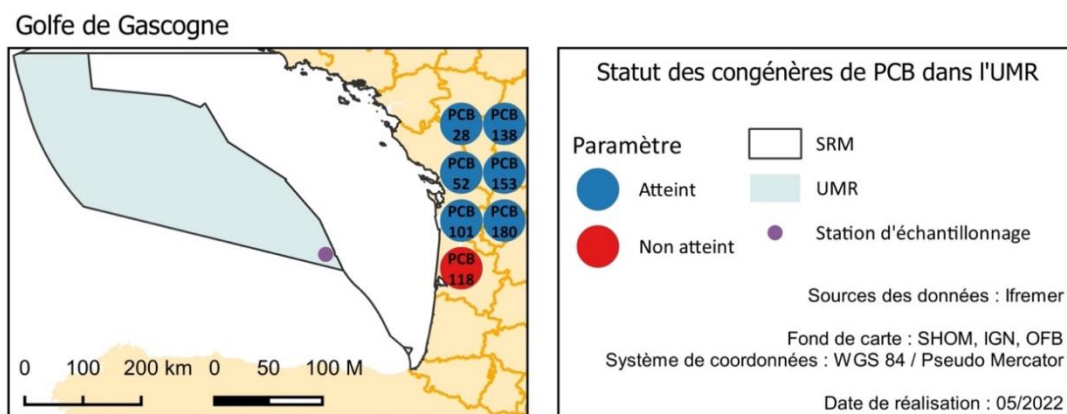 Golfe de Gascogne
PCB
28
PCB
138
PCB
52
PCB
153
PCB
101
PCB
180
PCB
118
0 100 200 km
0 50 100 M
Statut des congénères de PCB dans l'UMR
Paramètre
Atteint
Non atteint
SRM
UMR
Station d'échantillonnage
Sources des données : Ifremer
Fond de carte : SHOM, IGN, OFB
Système de coordonnées : WGS 84 / Pseudo Mercator
Date de réalisation : 05/2022